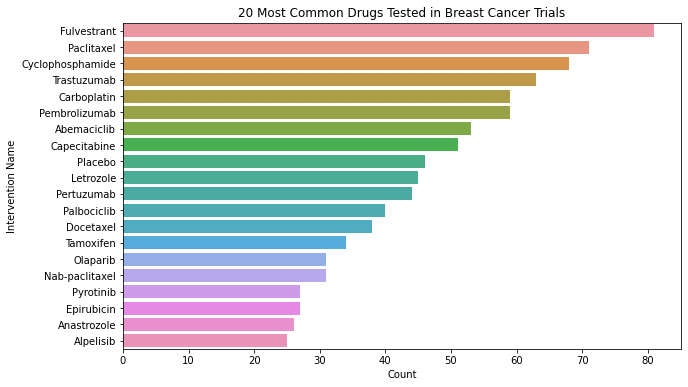 20 Most Common Drugs Tested in Breast Cancer Trials
Intervention Name
Fulvestrant
Paclitaxel
Cyclophosphamide
Trastuzumab
Carboplatin
Pembrolizumab
Abemaciclib
Capecitabine
Placebo
Letrozole
Pertuzumab
Palbociclib
Docetaxel
Tamoxifen
Olaparib
Nab-paclitaxel
Pyrotinib
Epirubicin
Anastrozole
Alpelisib
0 10 20 30 40 50 60 70 80
Count